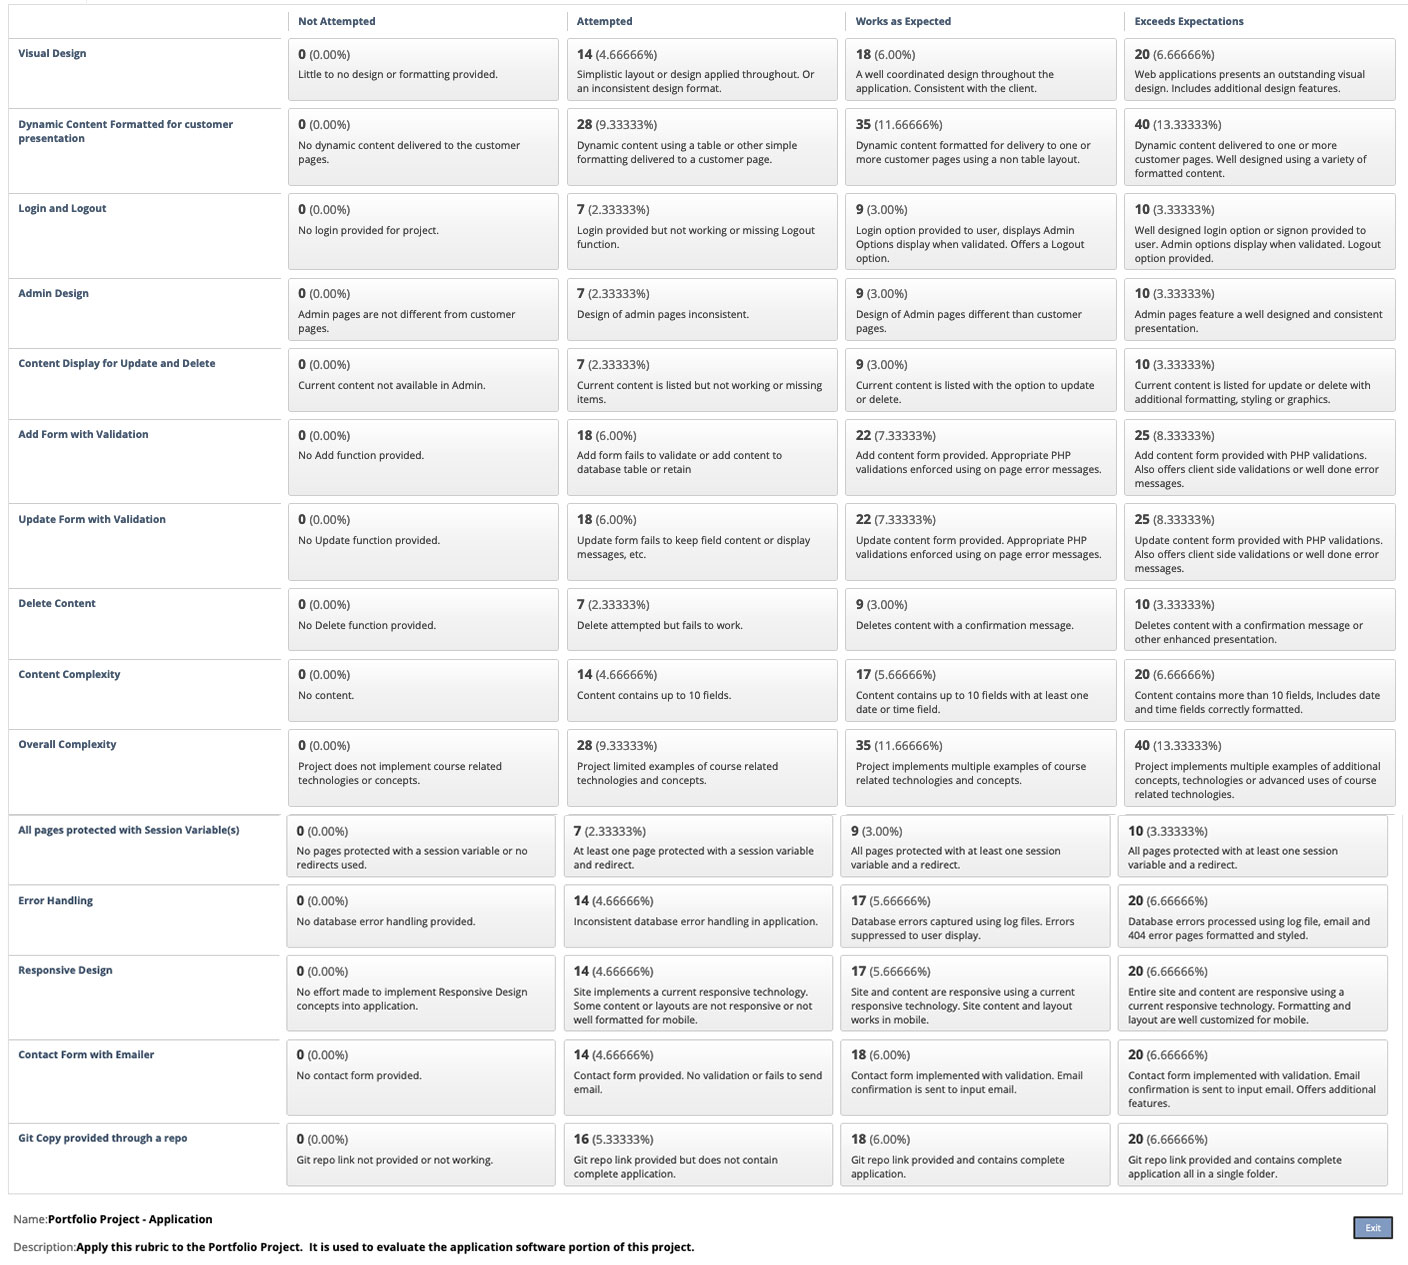 Not Attempted
Attempted
Works as Expected
Exceeds Expectations
Visual Design
0 (0.00%)
Little to no design or formatting provided.
14 (4.66666%)
Simplistic layout or design applied throughout. Or
an inconsistent design format.
18 (6.00%)
A well coordinated design throughout the
application. Consistent with the client.
20 (6.66666%)
Web applications presents an outstanding visual
design. Includes additional design features.
Dynamic Content Formatted for customer
presentation
0 (0.00%)
No dynamic content delivered to the customer
pages.
28 (9.33333%)
Dynamic content using a table or other simple
formatting delivered to a customer page.
35 (11.66666%)
Dynamic content formatted for delivery to one or
more customer pages using a non table layout.
40 (13.33333%)
Dynamic content delivered to one or more
customer pages. Well designed using a variety of
formatted content.
Login and Logout
0 (0.00%)
No login provided for project.
7 (2.33333%)
Login provided but not working or missing Logout
function.
9 (3.00%)
Login option provided to user, displays Admin
Options display when validated. Offers a Logout
option.
10 (3.33333%)
Well designed login option or signon provided to
user. Admin options display when validated. Logout
option provided.
Admin Design
0 (0.00%)
Admin pages are not different from customer
pages.
7 (2.33333%)
Design of admin pages inconsistent.
9 (3.00%)
Design of Admin pages different than customer
pages.
10 (3.33333%)
Admin pages feature a well designed and consistent
presentation.
Content Display for Update and Delete
0 (0.00%)
Current content not available in Admin.
7 (2.33333%)
Current content is listed but not working or missing
items.
9 (3.00%)
Current content is listed with the option to update
or delete.
10 (3.33333%)
Current content is listed for update or delete with
additional formatting, styling or graphics.
Add Form with Validation
0 (0.00%)
No Add function provided.
18 (6.00%)
Add form fails to validate or add content to
database table or retain
22 (7.33333%)
Add content form provided. Appropriate PHP
validations enforced using on page error messages.
25 (8.33333%)
Add content form provided with PHP validations.
Also offers client side validations or well done error
messages.
Update Form with Validation
0 (0.00%)
No Update function provided.
18 (6.00%)
Update form fails to keep field content or display
messages, etc.
22 (7.33333%)
Update content form provided. Appropriate PHP
validations enforced using on page error messages.
25 (8.33333%)
Update content form provided with PHP validations.
Also offers client side validations or well done error
messages.
Delete Content
0 (0.00%)
No Delete function provided.
7 (2.33333%)
Delete attempted but fails to work.
9 (3.00%)
Deletes content with a confirmation message.
10 (3.33333%)
Deletes content with a confirmation message or
other enhanced presentation.
Content Complexity
0 (0.00%)
No content.
14 (4.66666%)
Content contains up to 10 fields.
17 (5.66666%)
Content contains up to 10 fields with at least one
date or time field.
20 (6.66666%)
Content contains more than 10 fields, Includes date
and time fields correctly formatted.
Overall Complexity
0 (0.00%)
Project does not implement course related
technologies or concepts.
28 (9.33333%)
Project limited examples of course related
technologies and concepts.
35 (11.66666%)
Project implements multiple examples of course
related technologies and concepts.
40 (13.33333%)
Project implements multiple examples of additional
concepts, technologies or advanced uses of course
related technologies.
All pages protected with Session Variable(s)
0 (0.00%)
No pages protected with a session variable or no
redirects used.
7 (2.33333%)
At least one page protected with a session variable
and redirect.
9 (3.00%)
All pages protected with at least one session
variable and a redirect.
10 (3.33333%)
All pages protected with at least one session
variable and a redirect.
Error Handling
0 (0.00%)
No database error handling provided.
14 (4.66666%)
Inconsistent database error handling in application.
17 (5.66666%)
Database errors captured using log files. Errors
suppressed to user display.
20 (6.66666%)
Database errors processed using log file, email and
404 error pages formatted and styled.
Responsive Design
0 (0.00%)
No effort made to implement Responsive Design
concepts into application.
14 (4.66666%)
Site implements a current responsive technology.
Some content or layouts are not responsive or not
well formatted for mobile.
17 (5.66666%)
Site and content are responsive using a current
responsive technology. Site content and layout
works in mobile.
20 (6.66666%)
Entire site and content are responsive using a
current responsive technology. Formatting and
layout are well customized for mobile.
Contact Form with Emailer
0 (0.00%)
No contact form provided.
14 (4.66666%)
Contact form provided. No validation or fails to send
email.
18 (6.00%)
Contact form implemented with validation. Email
confirmation is sent to input email.
20 (6.66666%)
Contact form implemented with validation. Email
confirmation is sent to input email. Offers additional
features.
Git Copy provided through a repo
0 (0.00%)
Git repo link not provided or not working.
16 (5.33333%)
Git repo link provided but does not contain
complete application.
18 (6.00%)
Git repo link provided and contains complete
application.
20 (6.66666%)
Git repo link provided and contains complete
application all in a single folder.
Name:Portfolio Project - Application
Exit
Description:Apply this rubric to the Portfolio Project. It is used to evaluate the application software portion of this project.